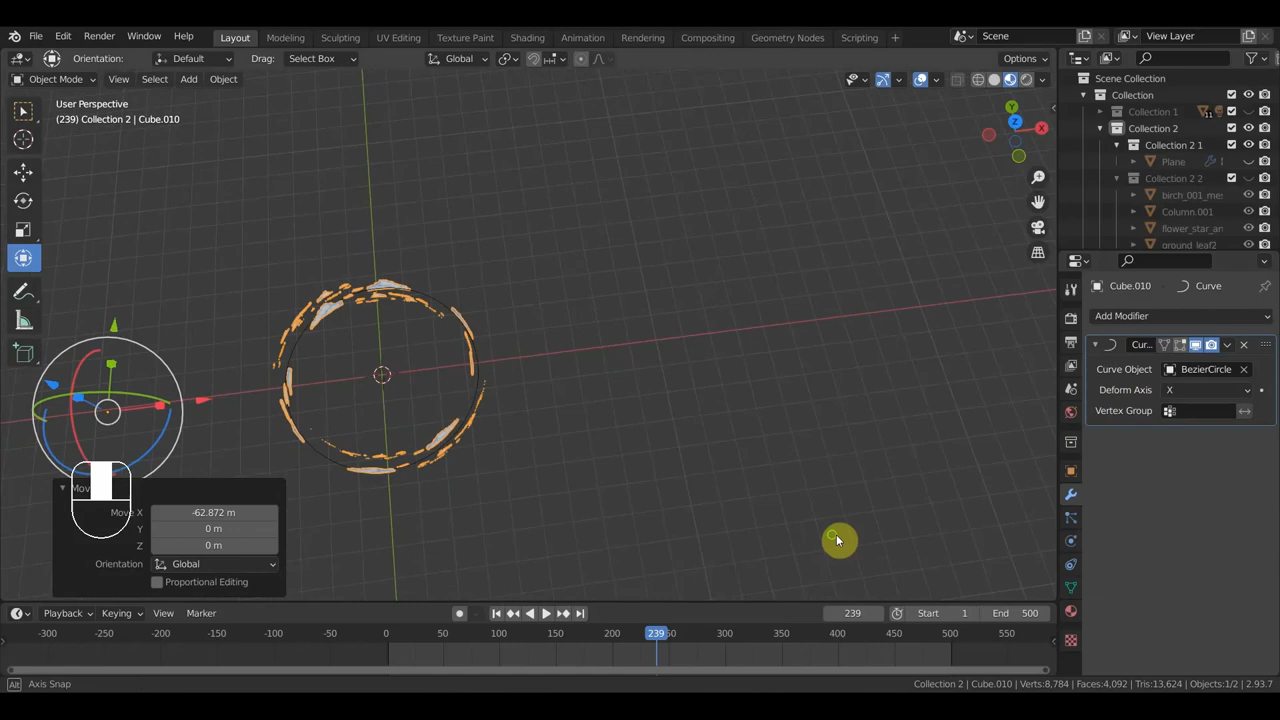 File Edit Render Window Help Layout Modeling Sculpting UV Editing Texture Paint Shading Animation Rendering Compositing Geometry Nodes Scripting + Scene View Layer
Orientation: Default Drag: Select Box Global Options
Object Mode View Select Add Object
User Perspective
(239) Collection 2 | Cube.010
Y
Z
X
Scene Collection
Collection
Collection 1 11
Collection 2
Collection 2 1
Plane
Collection 2 2
birch_001_me
Column.001
flower_star_an
ground_leaf2
Cube.010 Curve
Add Modifier
Cur...
Curve Object BezierCircle
Deform Axis X
Vertex Group
Mov
Move X -62.872 m
Y 0 m
Z 0 m
Orientation Global
Proportional Editing
Playback Keying View Marker 239 Start 1 End 500
-300 -250 -200 -150 -100 -50 0 50 100 150 200 239 50 300 350 400 450 500 550
Alt Axis Snap Collection 2 | Cube.010 | Verts:8,784 | Faces:4,092 | Tris:13,624 | Objects:1/2 | 2.93.7